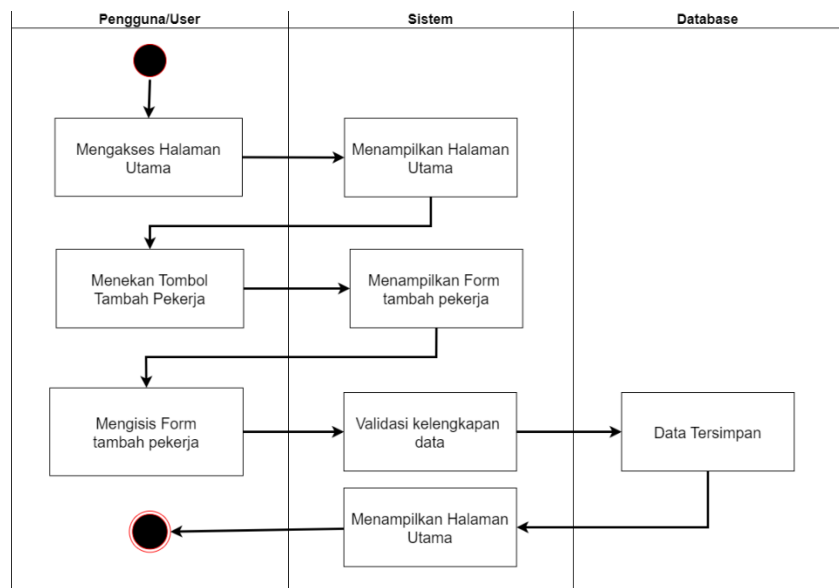 Pengguna/User
Sistem
Database
Mengakses Halaman
Utama
Menampilkan Halaman
Utama
Menekan Tombol
Tambah Pekerja
Menampilkan Form
tambah pekerja
Mengisis Form
tambah pekerja
Validasi kelengkapan
data
Data Tersimpan
Menampilkan Halaman
Utama